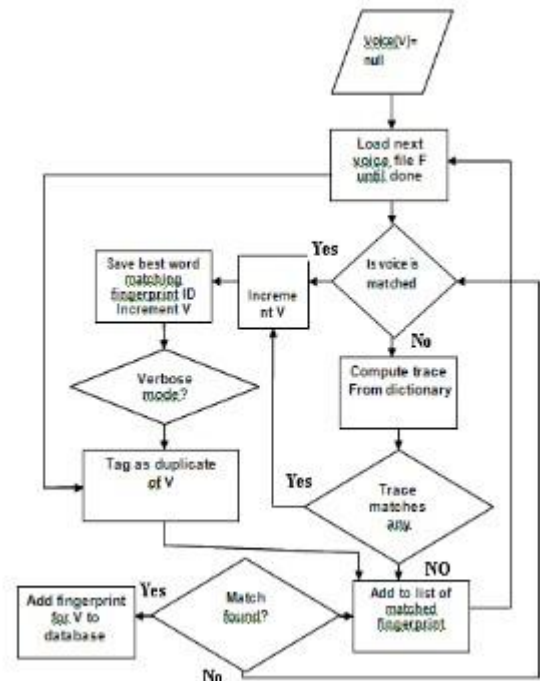 Voice(V)=
null
Load next
voice file F
until done
Yes
Is voice is
matched
Save best word
matching
fingerprint ID
Increment V
Increme
nt V
No
Compute trace
From dictionary
Verbose
mode?
Tag as duplicate
of V
Yes
Trace
matches
any
NO
Add to list of
matched
fingerprint
Match
found?
Yes
Add fingerprint
for V to
database
No